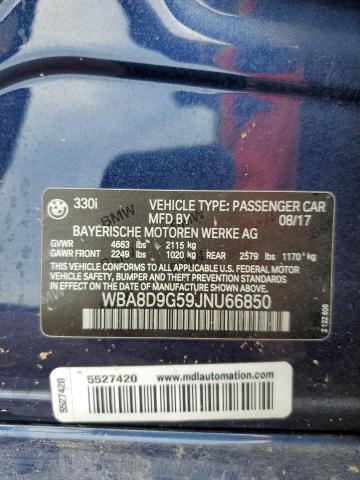 330i VEHICLE TYPE: PASSENGER CAR
MFD BY 08/17
BAYERISCHE MOTOREN WERKE AG
GVWR 4663 lbs 2115 kg
GAWR FRONT 2249 lbs 1020 kg REAR 2579 lbs 1170 kg
THIS VEHICLE CONFORMS TO ALL APPLICABLE FEDERAL MOTOR
VEHICLE SAFETY, BUMPER, AND THEFT PREVENTION STANDARDS
IN EFFECT ON THE DATE OF MANUFACTURE SHOWN ABOVE.
WBA8D9G59JNU66850
2 122 606
5527420
5527420 www.mdlautomation.com